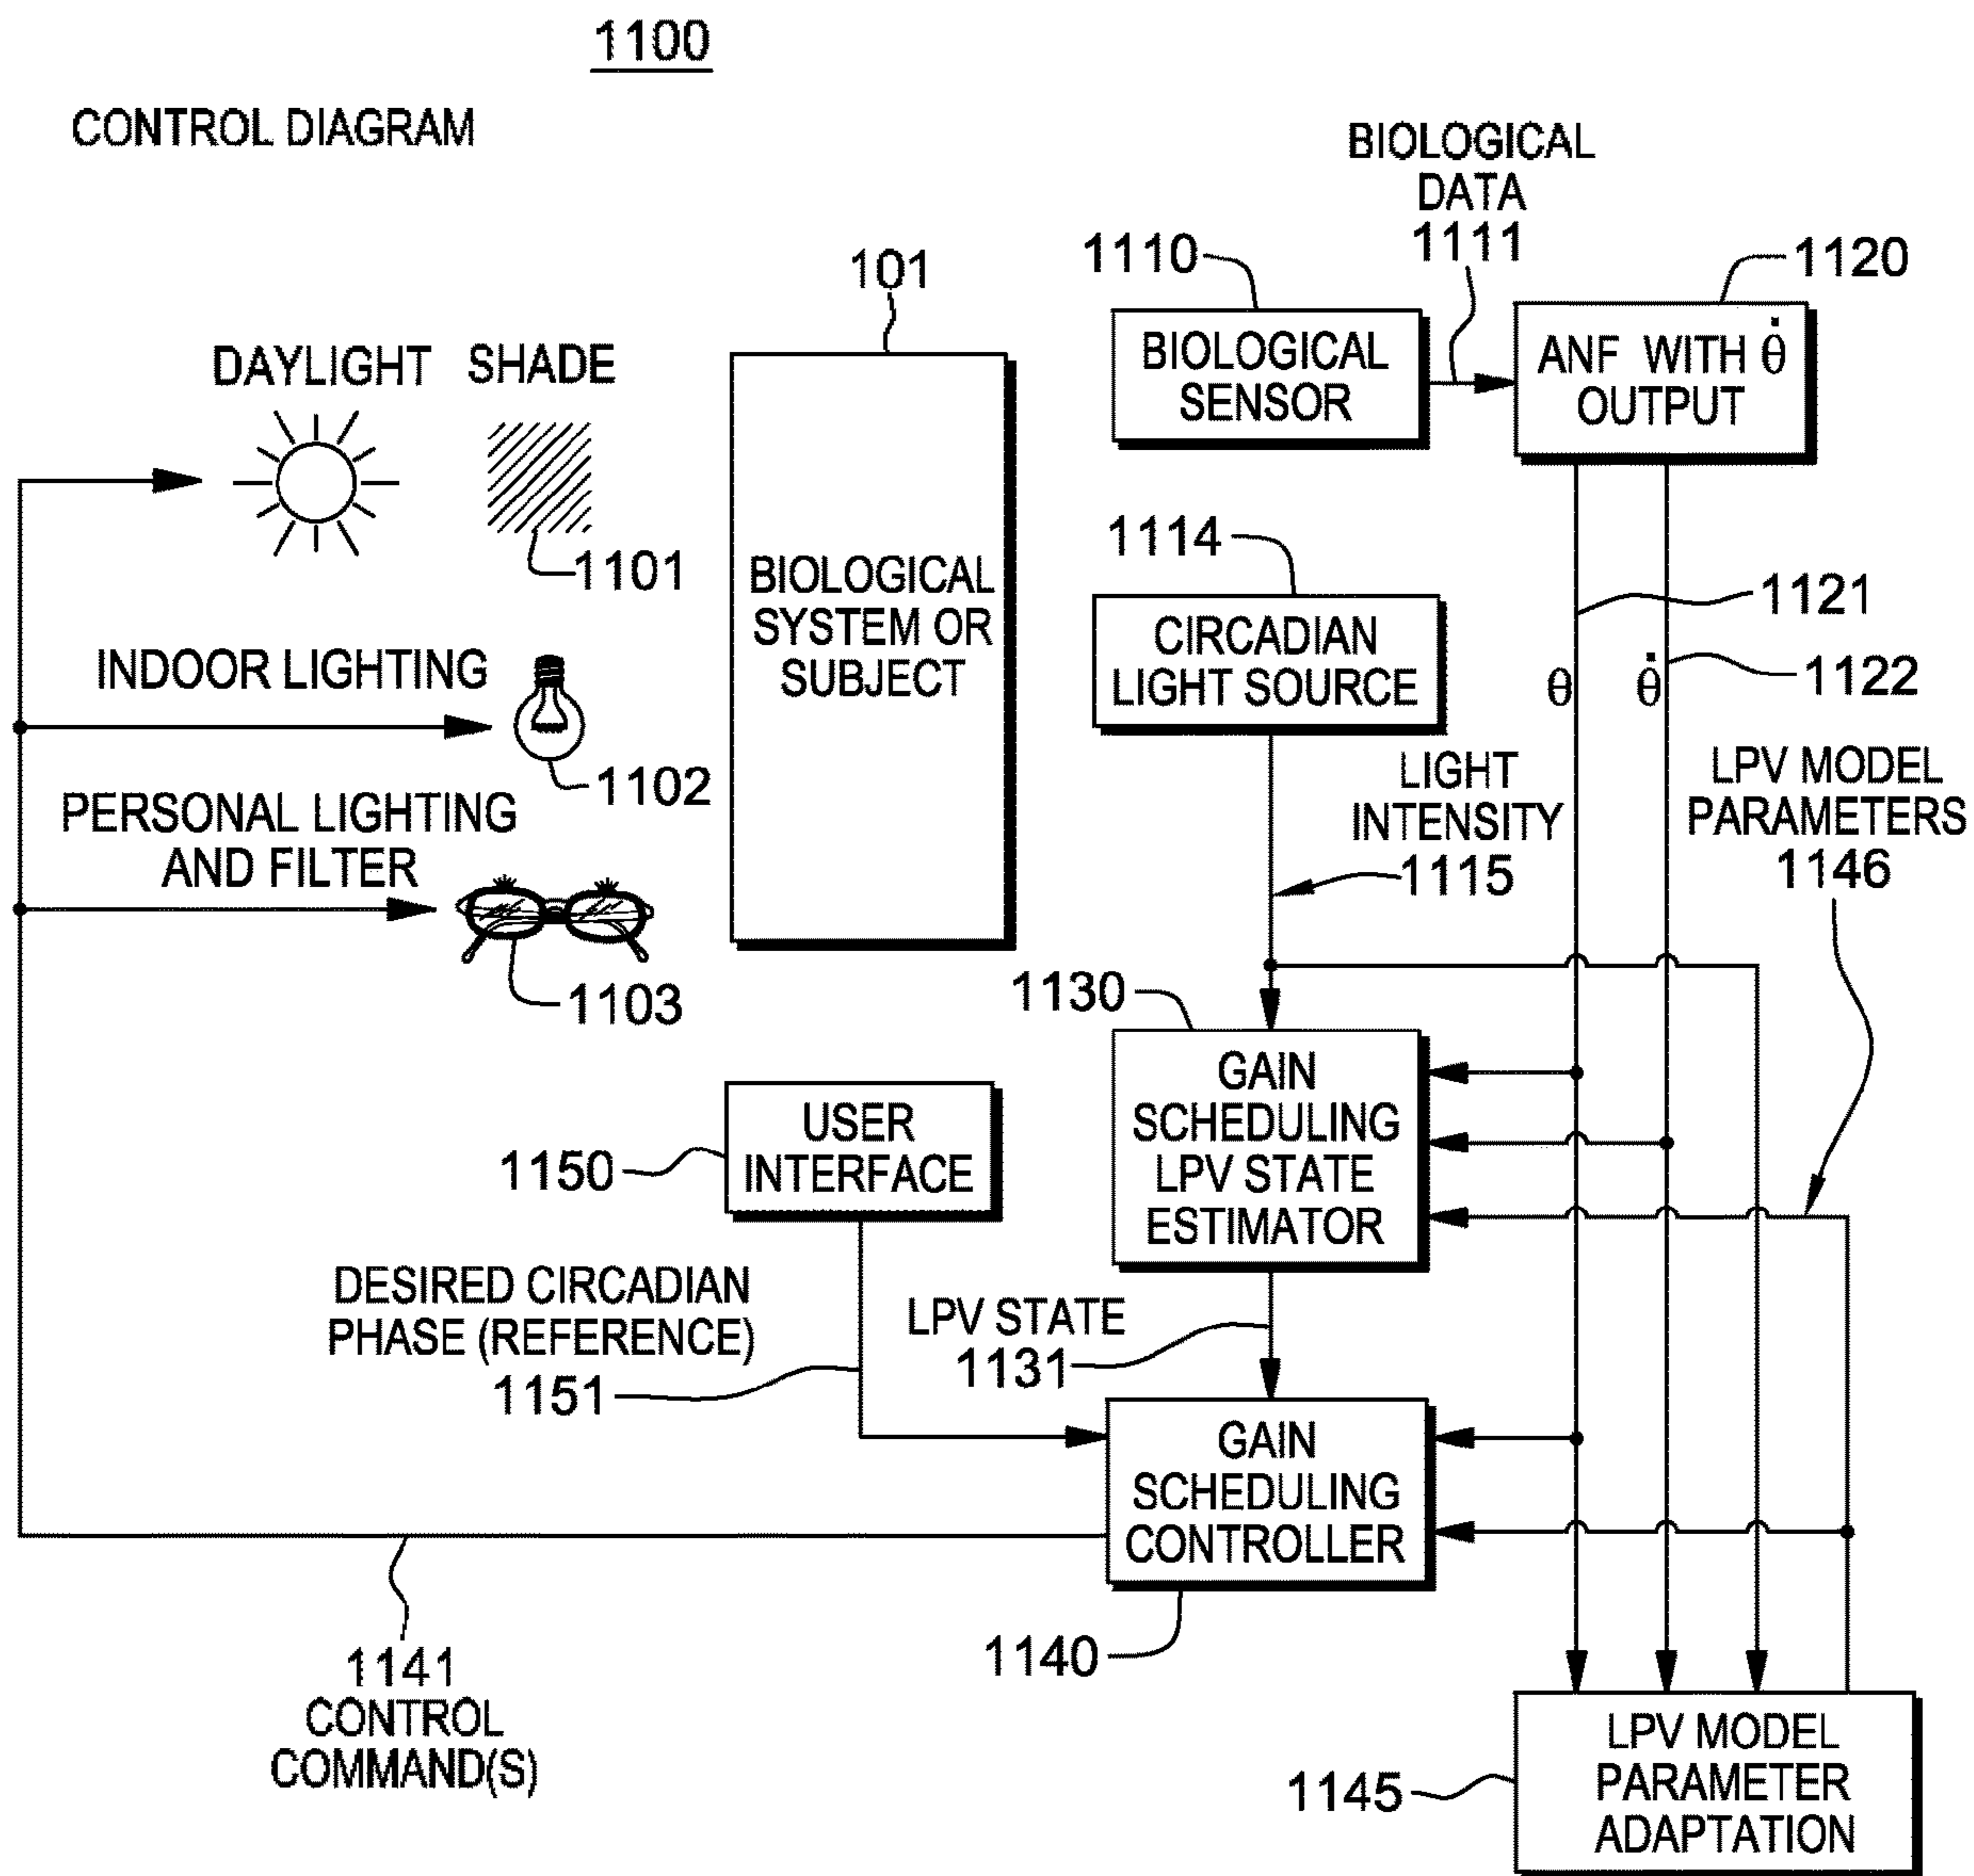 1100
CONTROL DIAGRAM
BIOLOGICAL
DATA
1111
1110
1120
101
BIOLOGICAL
SENSOR
ANF WITH θ̇
OUTPUT
DAYLIGHT
SHADE
1101
1114
BIOLOGICAL
SYSTEM OR
SUBJECT
CIRCADIAN
LIGHT SOURCE
1121
θ
θ̇
1122
INDOOR LIGHTING
1102
LIGHT
INTENSITY
1115
LPV MODEL
PARAMETERS
1146
PERSONAL LIGHTING
AND FILTER
1103
1130
GAIN
SCHEDULING
LPV STATE
ESTIMATOR
USER
INTERFACE
1150
DESIRED CIRCADIAN
PHASE (REFERENCE)
1151
LPV STATE
1131
GAIN
SCHEDULING
CONTROLLER
1140
1141
CONTROL
COMMAND(S)
LPV MODEL
PARAMETER
ADAPTATION
1145